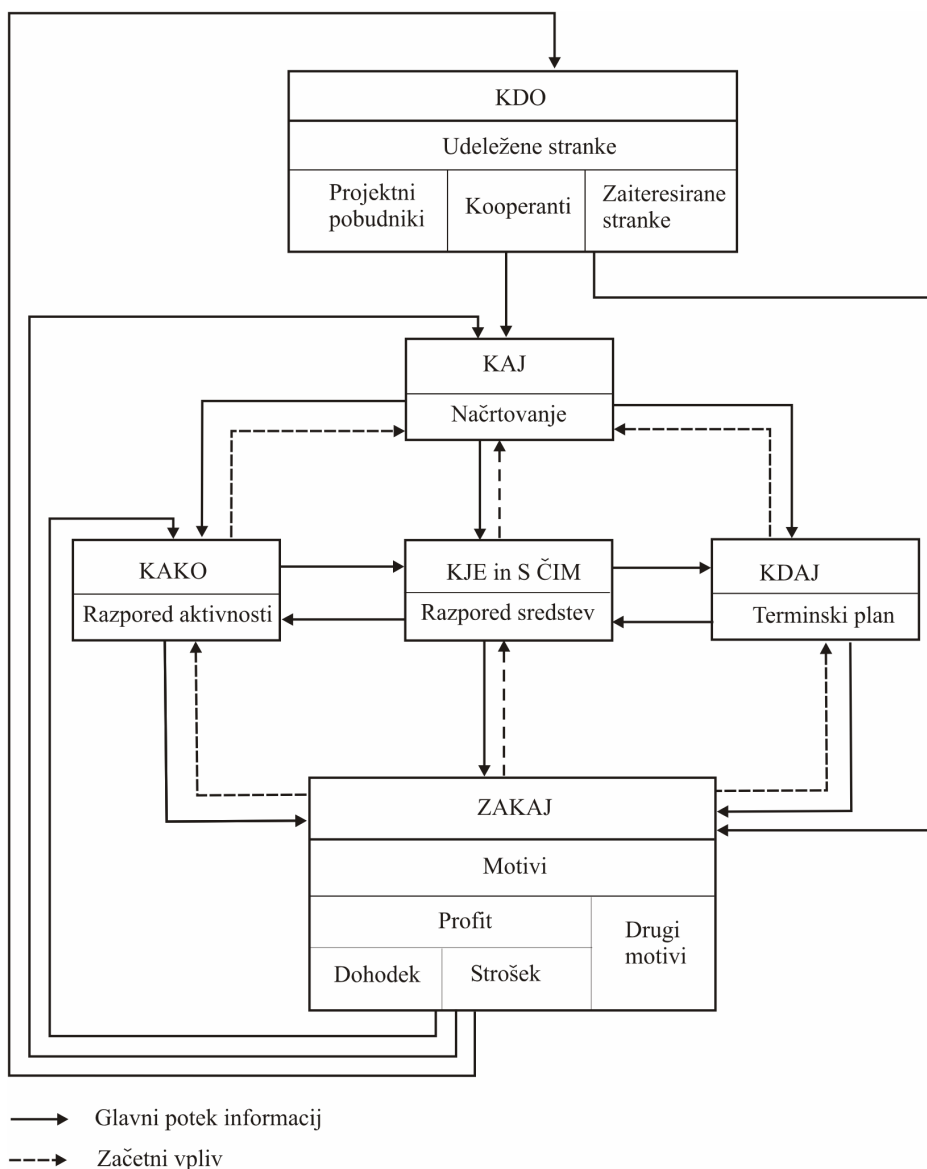 KDO
Udeležene stranke
Projektni
pobudniki
Kooperanti
Zaiteresirane
stranke
KAJ
Načrtovanje
KAKO
Razpored aktivnosti
KJE in S ČIM
Razpored sredstev
KDAJ
Terminski plan
ZAKAJ
Motivi
Profit
Dohodek
Strošek
Drugi
motivi
Glavni potek informacij
Začetni vpliv